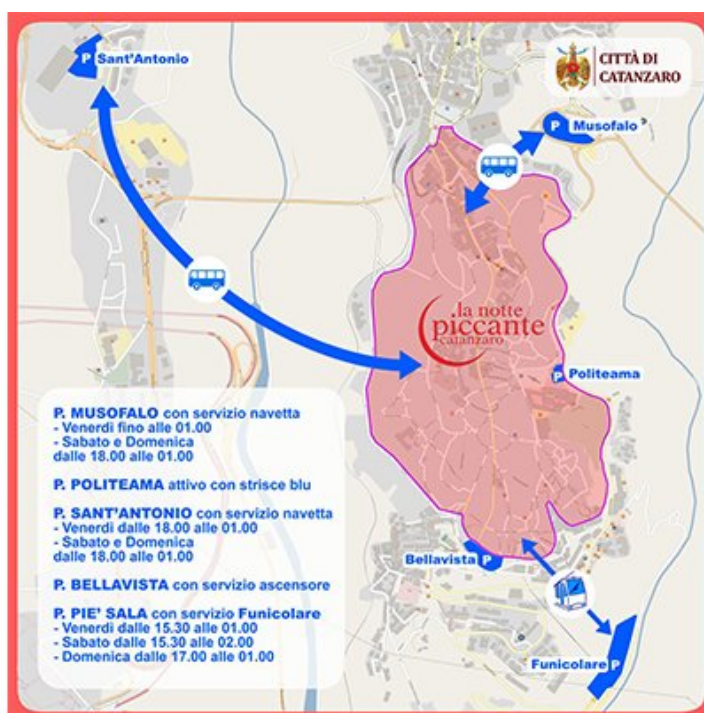 P Sant'Antonio
CITTÀ DI
CATANZARO
P Musofalo
la notte
piccante
catanzaro
P Politeama
P. MUSOFALO con servizio navetta
- Venerdi fino alle 01.00
- Sabato e Domenica
dalle 18.00 alle 01.00
P. POLITEAMA attivo con strisce blu
P. SANT'ANTONIO con servizio navetta
- Venerdi dalle 18.00 alle 01.00
- Sabato e Domenica
dalle 18.00 alle 01.00
P. BELLAVISTA con servizio ascensore
P. PIE' SALA con servizio Funicolare
- Venerdi dalle 15.30 alle 01.00
- Sabato dalle 15.30 alle 02.00
- Domenica dalle 17.00 alle 01.00
Bellavista P
Funicolare P